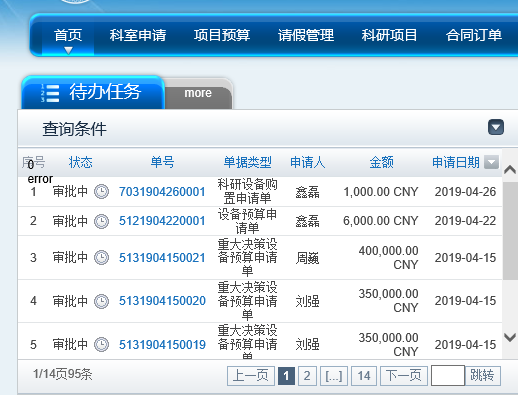 首页 科室申请 项目预算 请假管理 科研项目 合同订单
待办任务 more
查询条件
序号 状态 单号 单据类型 申请人 金额 申请日期
0
error
1 审批中 7031904260001 科研设备购置申请单 鑫磊 1,000.00 CNY 2019-04-26
2 审批中 5121904220001 设备预算申请单 鑫磊 6,000.00 CNY 2019-04-22
3 审批中 5131904150021 重大决策设备预算申请单 周巍 400,000.00 CNY 2019-04-15
4 审批中 5131904150020 重大决策设备预算申请单 刘强 350,000.00 CNY 2019-04-15
5 审批中 5131904150019 重大决策设备预算申请单 刘强 350,000.00 CNY 2019-04-15
1/14页95条 上一页 1 2 [...] 14 下一页 跳转